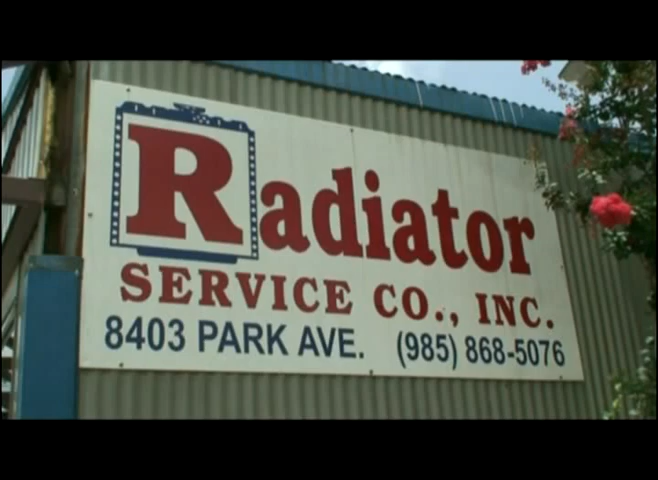 Radiator
SERVICE CO., INC.
8403 PARK AVE. (985) 868-5076